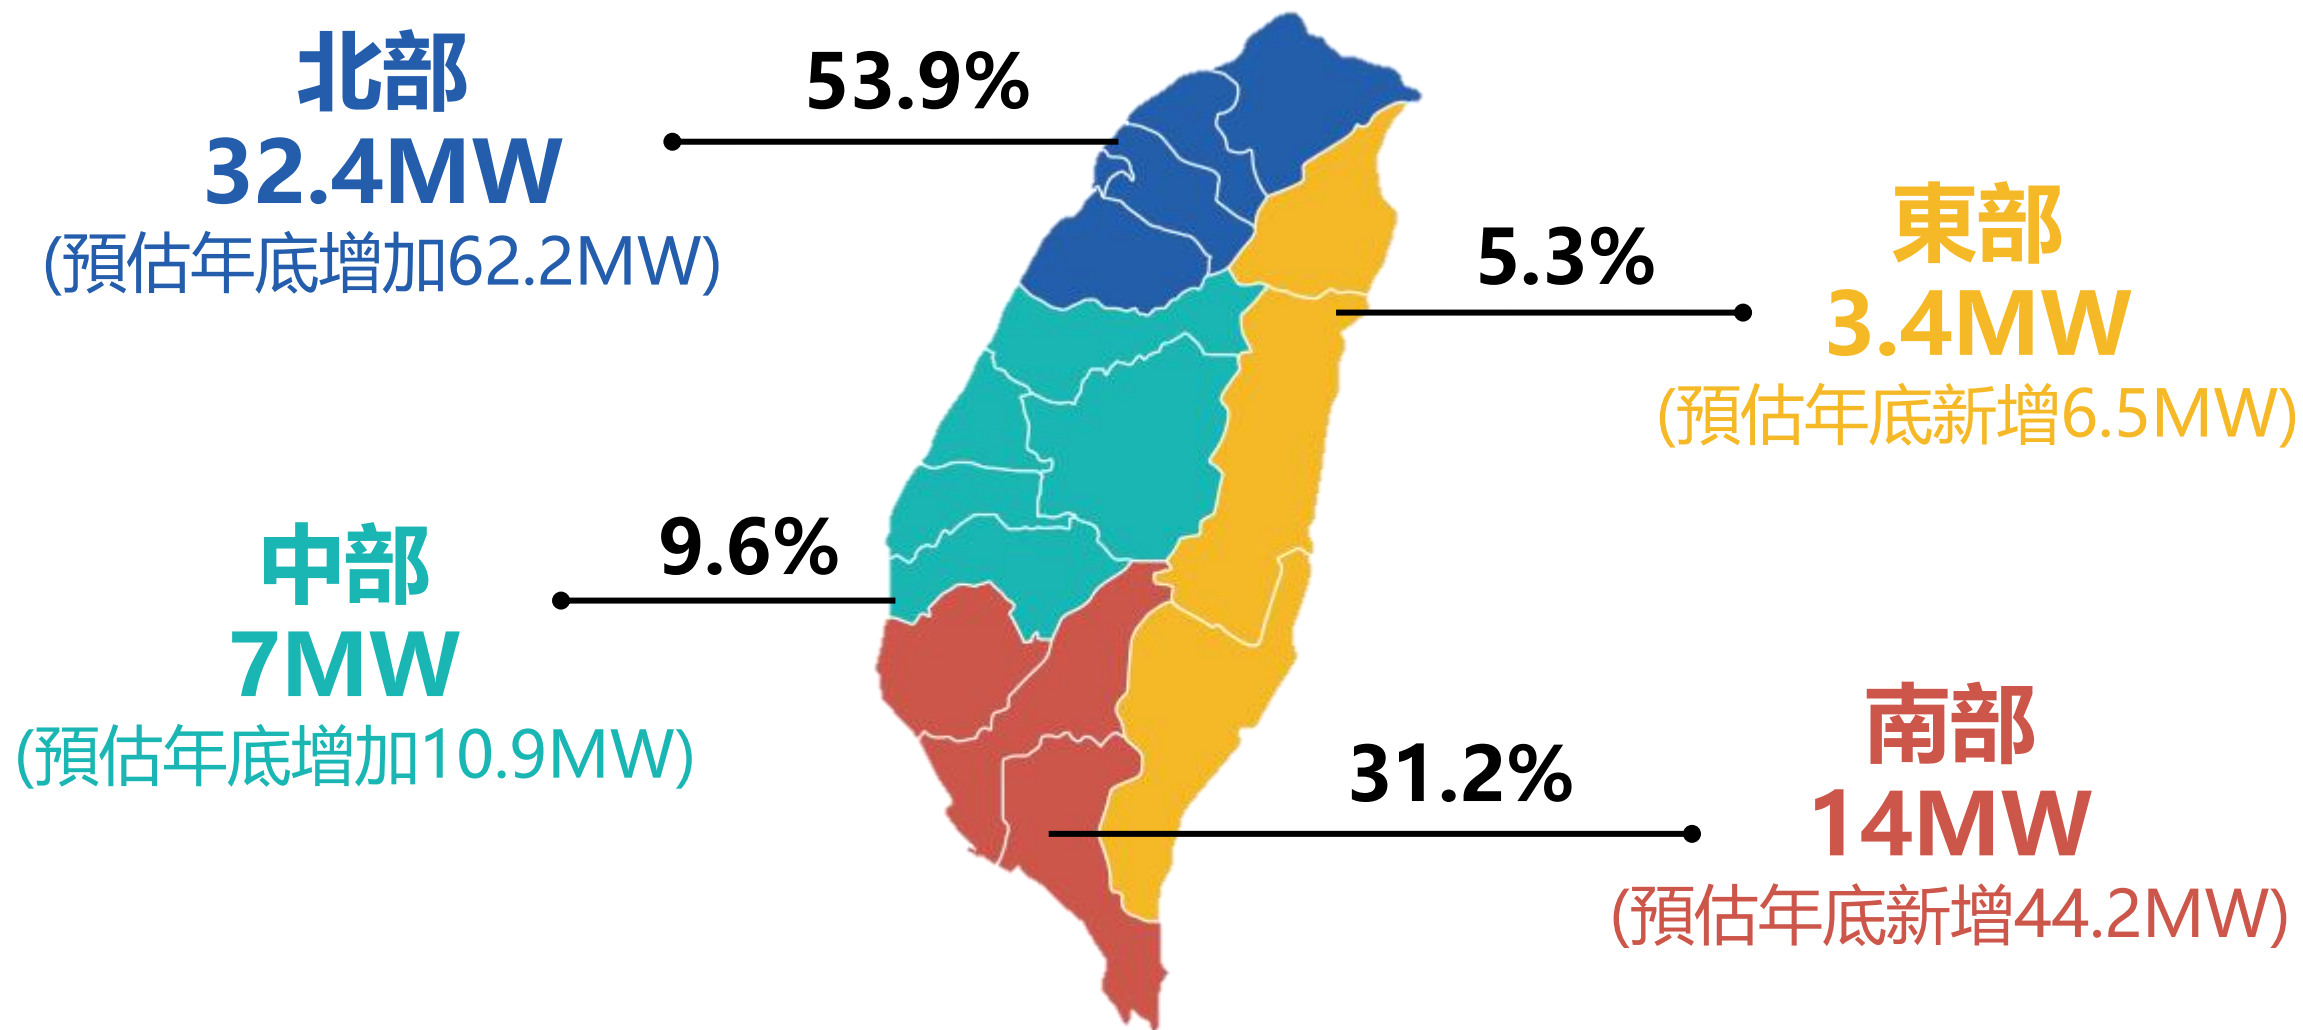 北部
32.4MW
(預估年底增加62.2MW)
53.9%
5.3%
東部
3.4MW
(預估年底新增6.5MW)
中部
7MW
(預估年底增加10.9MW)
9.6%
31.2%
南部
14MW
(預估年底新增44.2MW)